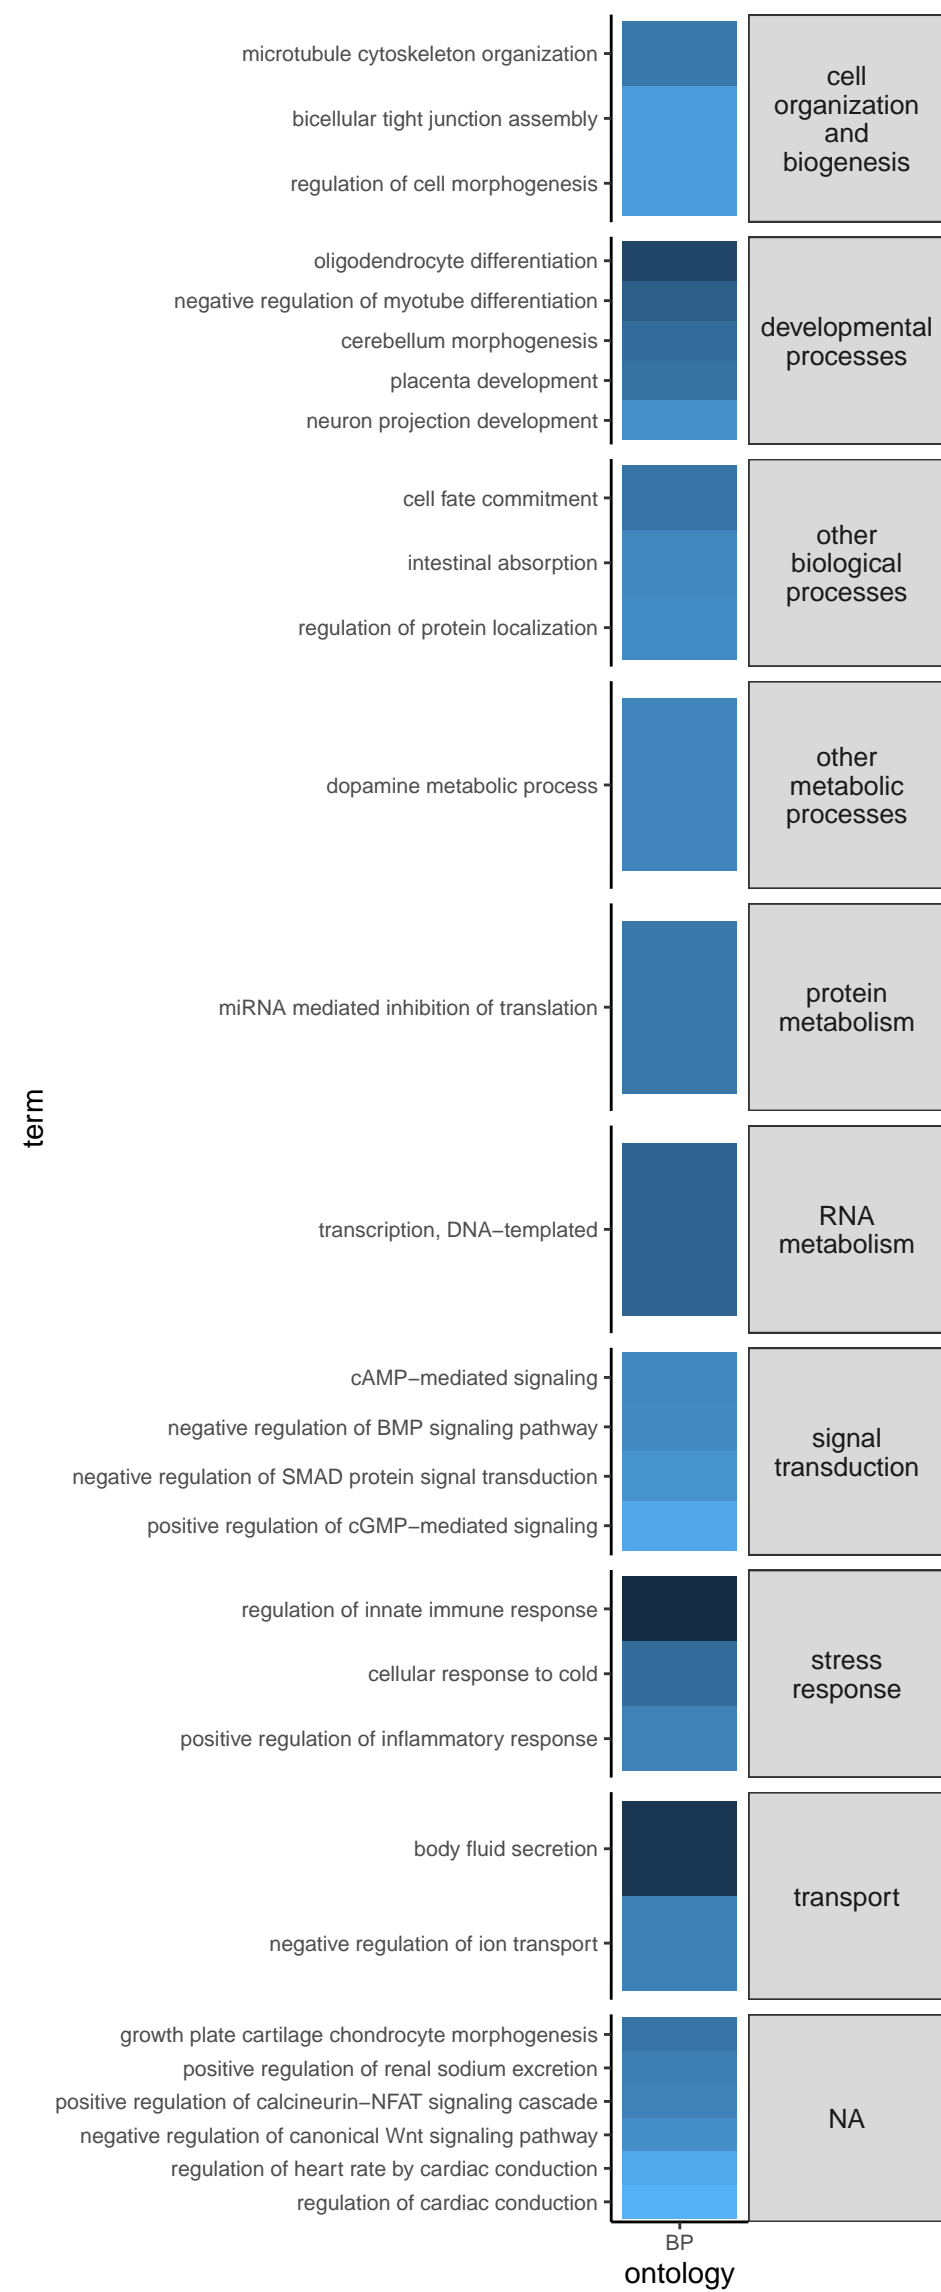 microtubule cytoskeleton organization
bicellular tight junction assembly
regulation of cell morphogenesis
cell
organization
and
biogenesis
oligodendrocyte differentiation
negative regulation of myotube differentiation
cerebellum morphogenesis
placenta development
neuron projection development
developmental
processes
cell fate commitment
intestinal absorption
regulation of protein localization
other
biological
processes
dopamine metabolic process
other
metabolic
processes
miRNA mediated inhibition of translation
protein
metabolism
term
transcription, DNA−templated
RNA
metabolism
cAMP−mediated signaling
negative regulation of BMP signaling pathway
negative regulation of SMAD protein signal transduction
positive regulation of cGMP−mediated signaling
signal
transduction
regulation of innate immune response
cellular response to cold
positive regulation of inflammatory response
stress
response
body fluid secretion
negative regulation of ion transport
transport
growth plate cartilage chondrocyte morphogenesis
positive regulation of renal sodium excretion
positive regulation of calcineurin−NFAT signaling cascade
negative regulation of canonical Wnt signaling pathway
regulation of heart rate by cardiac conduction
regulation of cardiac conduction
NA
BP
ontology